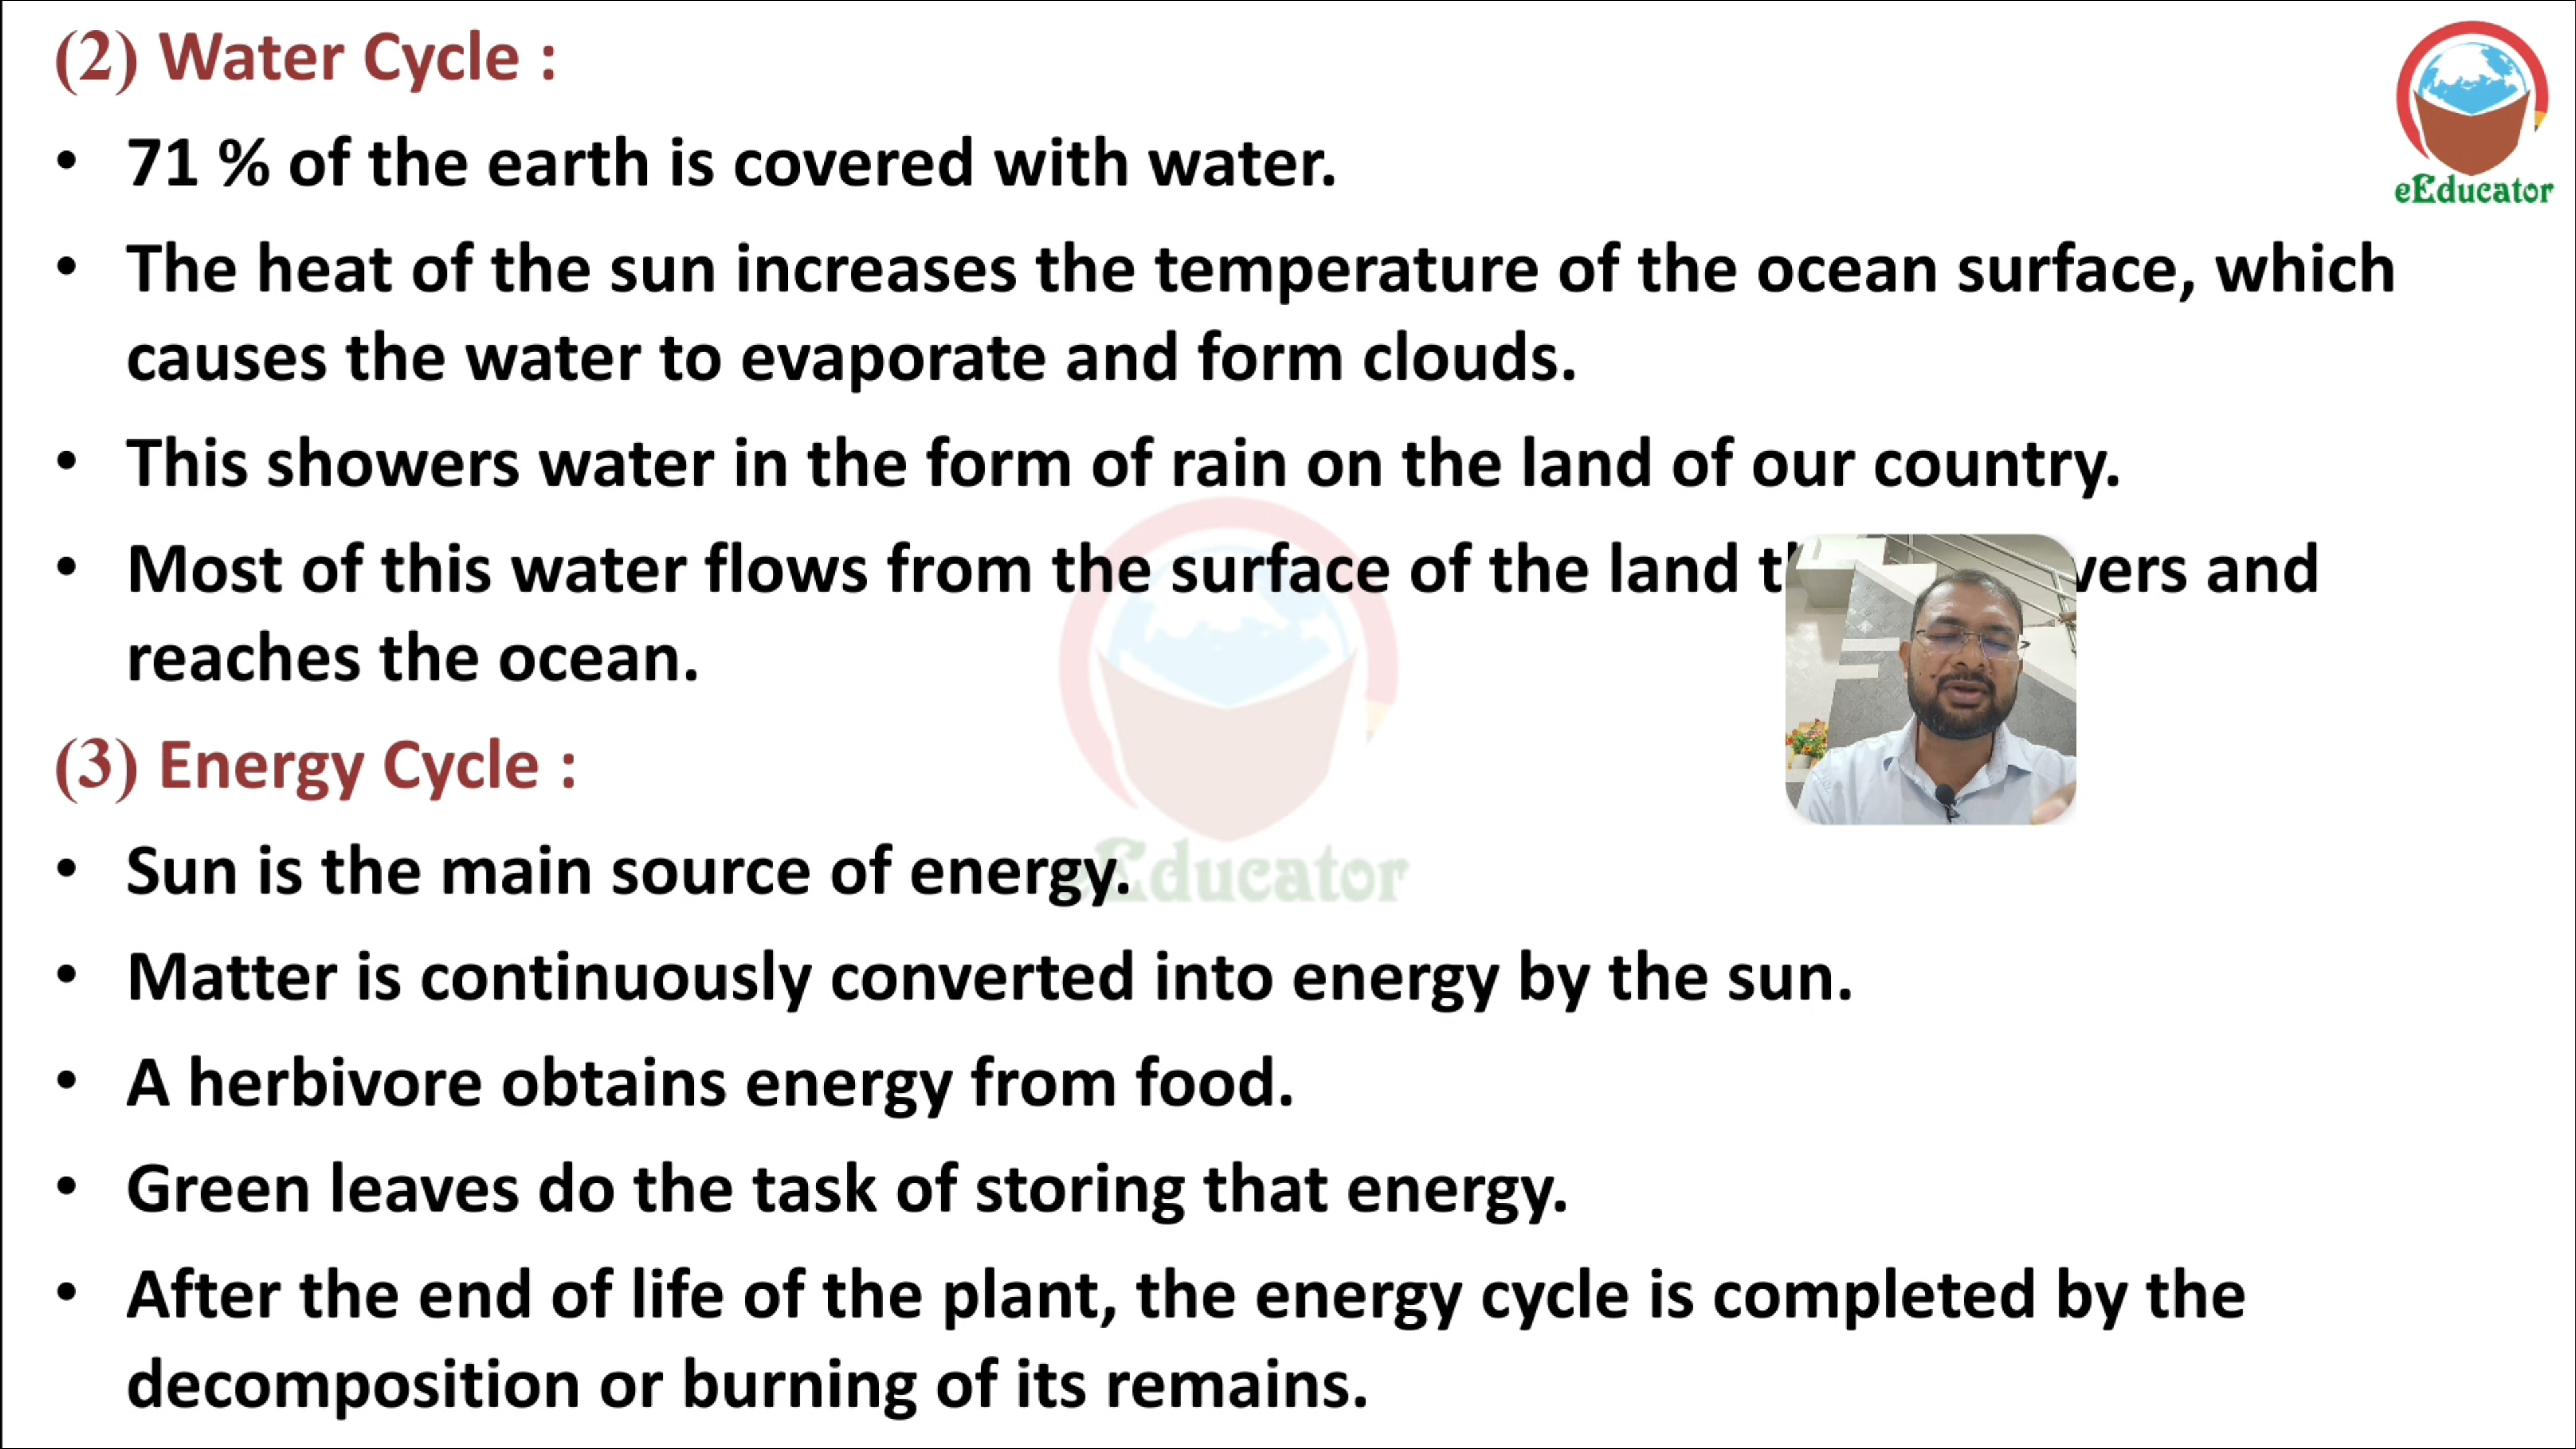 (2) Water Cycle :
eEducator
• 71 % of the earth is covered with water.
• The heat of the sun increases the temperature of the ocean surface, which
causes the water to evaporate and form clouds.
• This showers water in the form of rain on the land of our country.
• Most of this water flows from the surface of the land and
reaches the ocean.
(3) Energy Cycle :
• Sun is the main source of energy.
Educator
• Matter is continuously converted into energy by the sun.
• A herbivore obtains energy from food.
• Green leaves do the task of storing that energy.
• After the end of life of the plant, the energy cycle is completed by the
decomposition or burning of its remains.